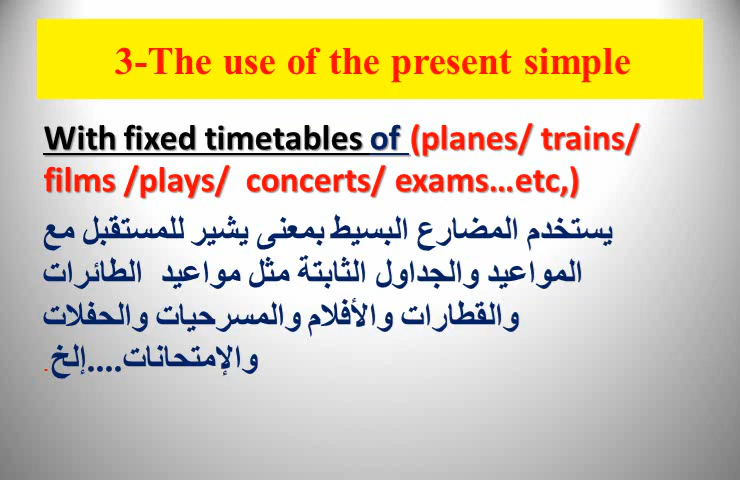 3-The use of the present simple
With fixed timetables of (planes/ trains/
films /plays/ concerts/ exams...etc,)
يستخدم المضارع البسيط بمعنى يشير للمستقبل مع
المواعيد والجداول الثابتة مثل مواعيد الطائرات
والقطارات والأفلام والمسرحيات والحفلات
والإمتحانات....إلخ.